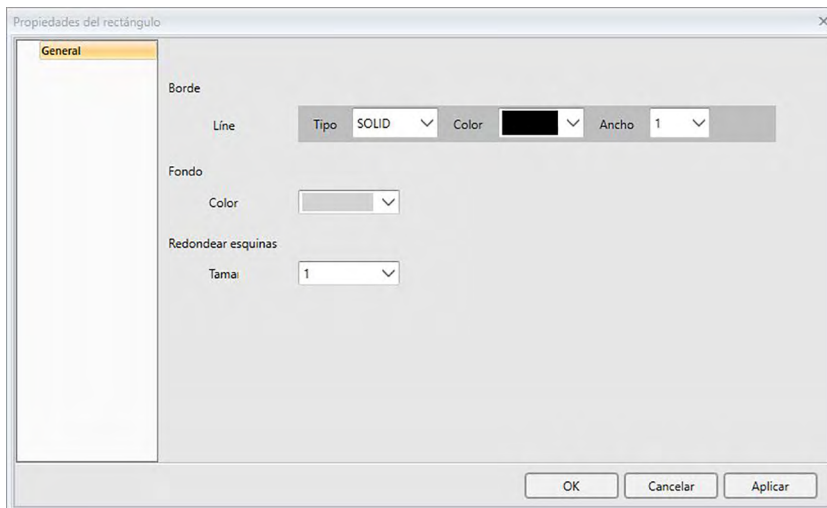 Propiedades del rectángulo
General
Borde
Líne Tipo SOLID Color Ancho 1
Fondo
Color
Redondear esquinas
Tamai 1
OK Cancelar Aplicar